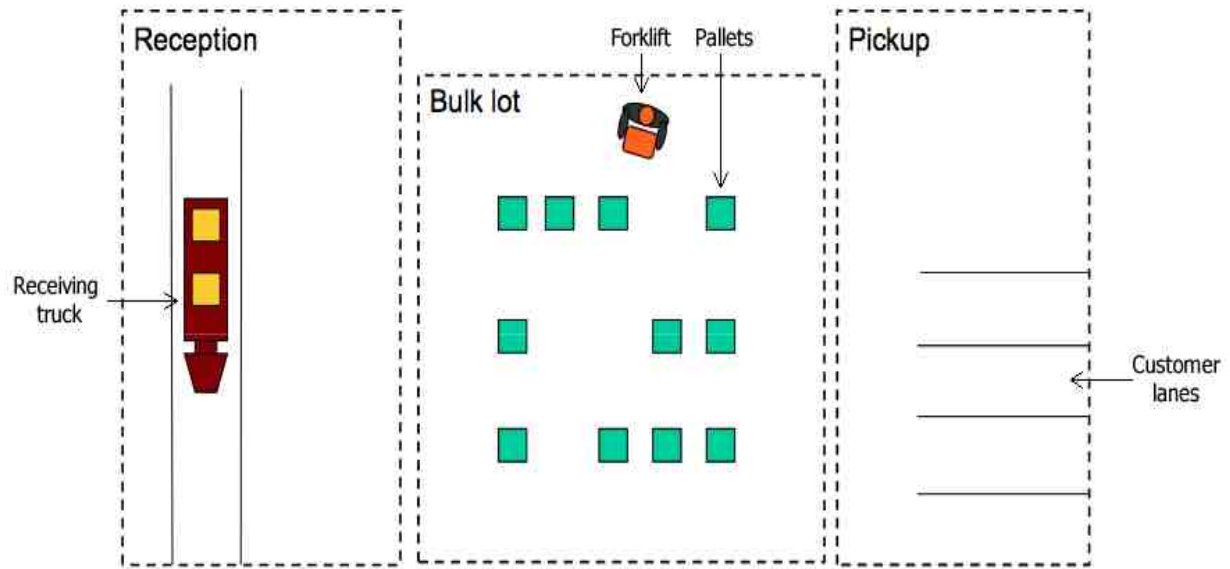 Reception
Forklift
Pallets
Pickup
Bulk lot
Receiving
truck
Customer
lanes